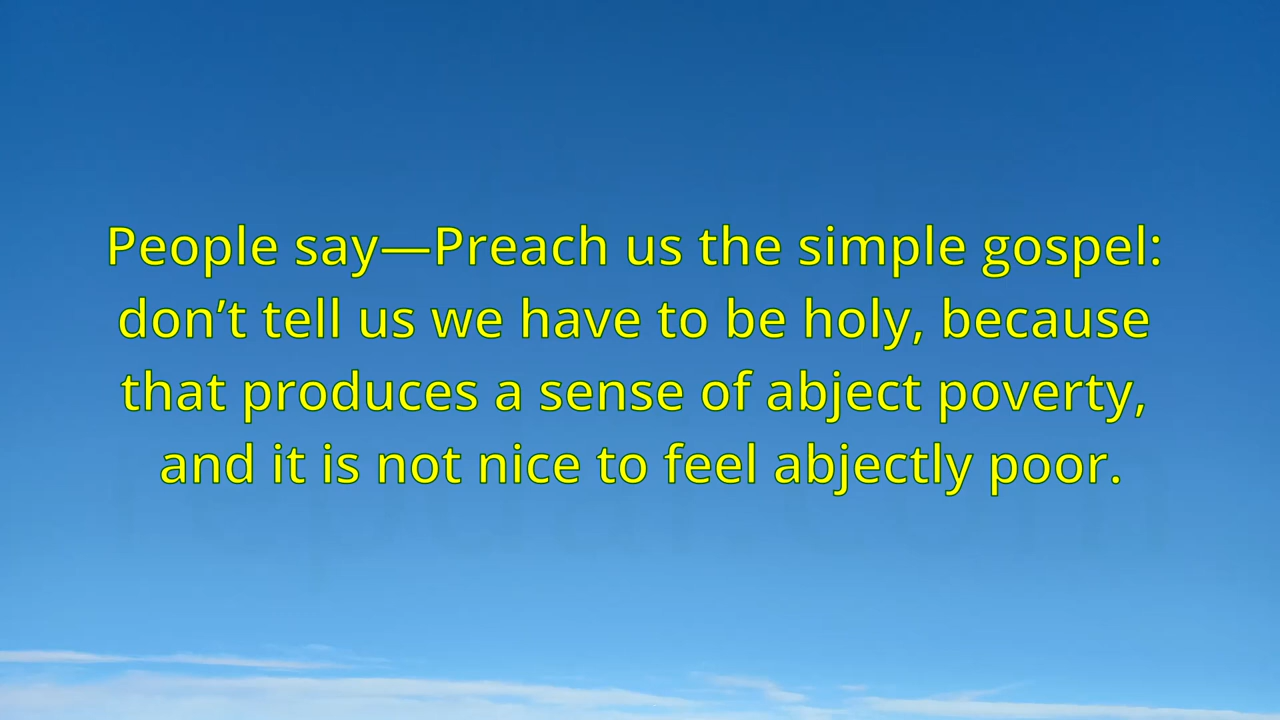 People say—Preach us the simple gospel:
don’t tell us we have to be holy, because
that produces a sense of abject poverty,
and it is not nice to feel abjectly poor.